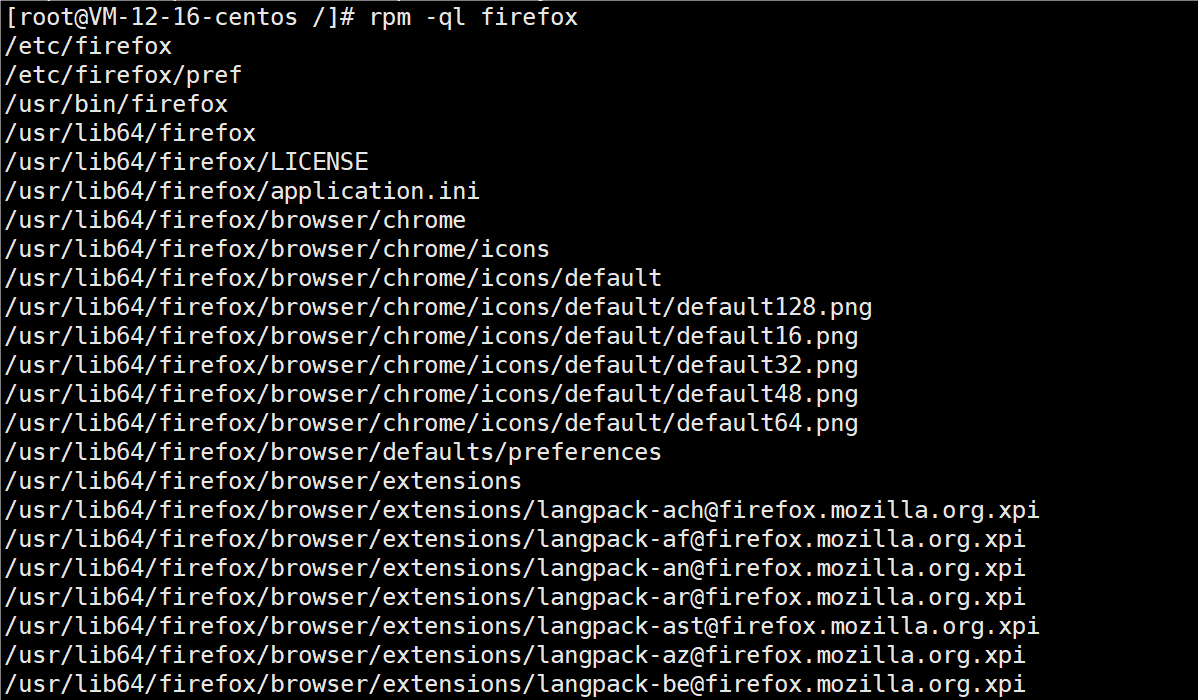 [root@VM-12-16-centos /]# rpm -ql firefox
/etc/firefox
/etc/firefox/pref
/usr/bin/firefox
/usr/lib64/firefox
/usr/lib64/firefox/LICENSE
/usr/lib64/firefox/application.ini
/usr/lib64/firefox/browser/chrome
/usr/lib64/firefox/browser/chrome/icons
/usr/lib64/firefox/browser/chrome/icons/default
/usr/lib64/firefox/browser/chrome/icons/default/default128.png
/usr/lib64/firefox/browser/chrome/icons/default/default16.png
/usr/lib64/firefox/browser/chrome/icons/default/default32.png
/usr/lib64/firefox/browser/chrome/icons/default/default48.png
/usr/lib64/firefox/browser/chrome/icons/default/default64.png
/usr/lib64/firefox/browser/defaults/preferences
/usr/lib64/firefox/browser/extensions
/usr/lib64/firefox/browser/extensions/langpack-ach@firefox.mozilla.org.xpi
/usr/lib64/firefox/browser/extensions/langpack-af@firefox.mozilla.org.xpi
/usr/lib64/firefox/browser/extensions/langpack-an@firefox.mozilla.org.xpi
/usr/lib64/firefox/browser/extensions/langpack-ar@firefox.mozilla.org.xpi
/usr/lib64/firefox/browser/extensions/langpack-ast@firefox.mozilla.org.xpi
/usr/lib64/firefox/browser/extensions/langpack-az@firefox.mozilla.org.xpi
/usr/lib64/firefox/browser/extensions/langpack-be@firefox.mozilla.org.xpi